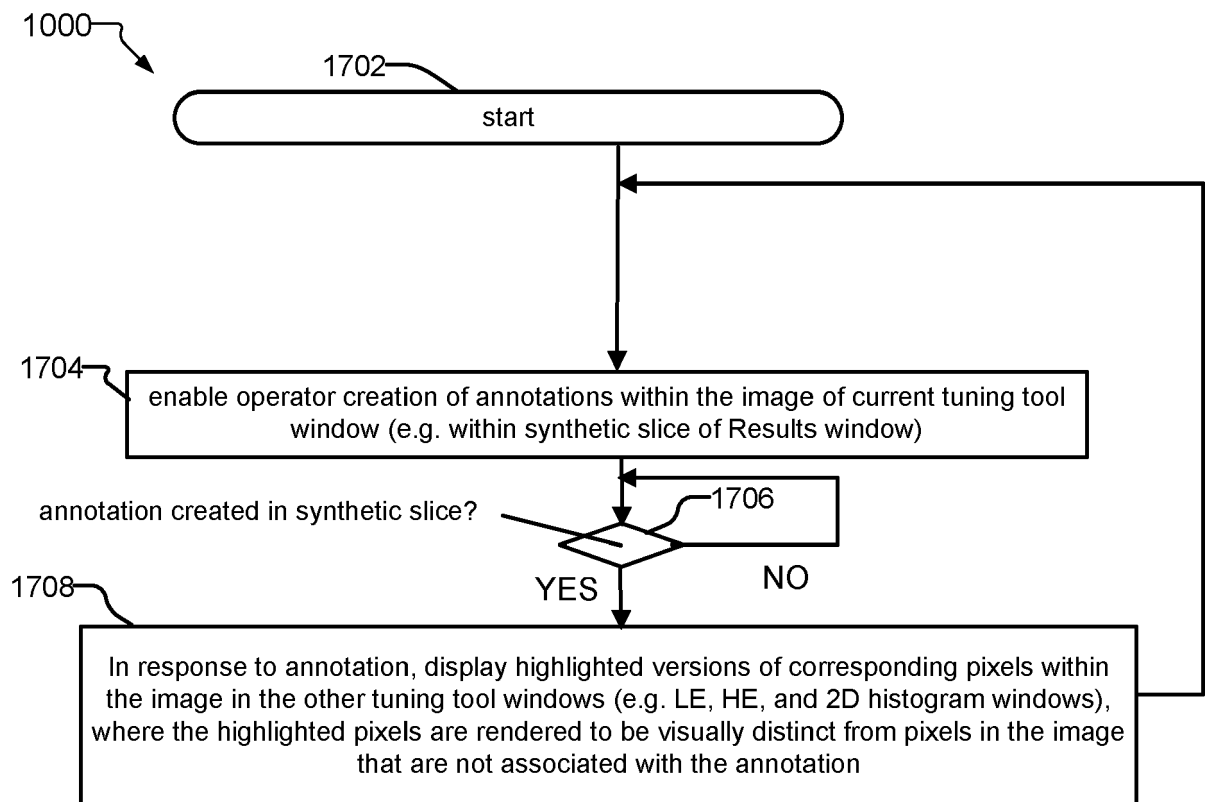 1000
1702
start
1704
enable operator creation of annotations within the image of current tuning tool
window (e.g. within synthetic slice of Results window)
annotation created in synthetic slice?
1706
YES
NO
1708
In response to annotation, display highlighted versions of corresponding pixels within
the image in the other tuning tool windows (e.g. LE, HE, and 2D histogram windows),
where the highlighted pixels are rendered to be visually distinct from pixels in the image
that are not associated with the annotation